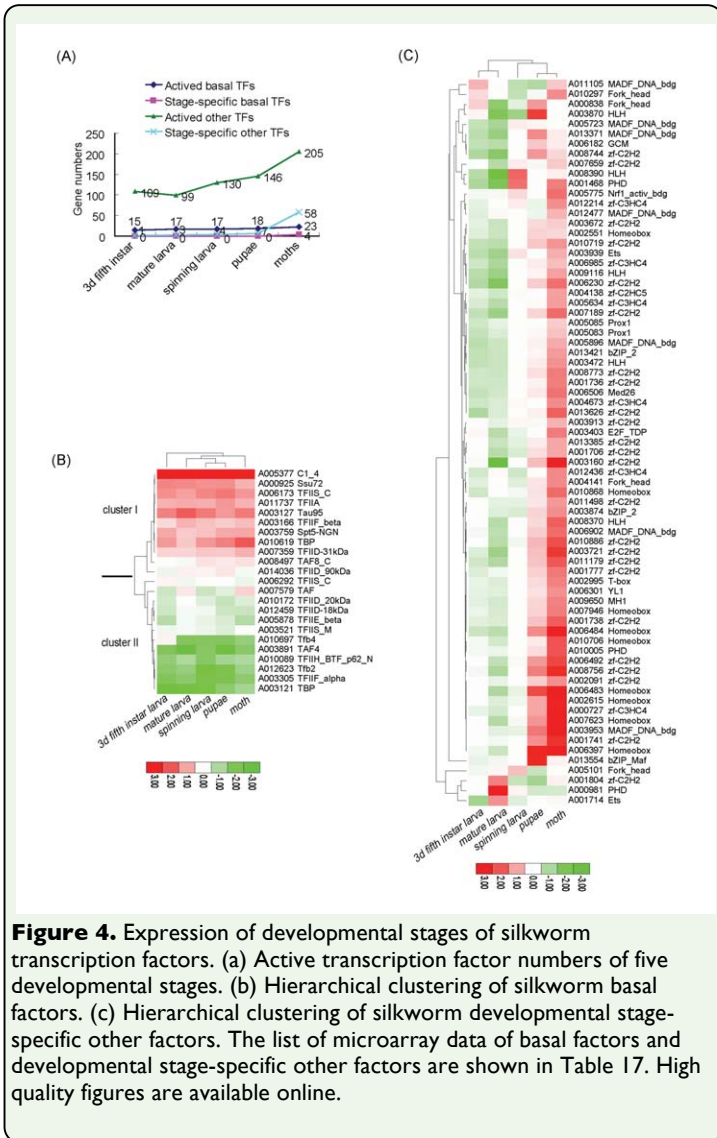 (A)
Actived basal TFs
Stage-specific basal TFs
Actived other TFs
Stage-specific other TFs
Gene numbers
250
200
150
100
50
0
109
99
130
146
205
15
17
17
18
58
23
4
3d fifth instar
mature larva
spinning larva
pupae
moths
(B)
cluster I
cluster II
A005377 C1_4
A000925 Ssu72
A006173 TFIIS_C
A011737 TFIIA
A003127 Tau95
A003166 TFIIF_beta
A003759 Spt5-NGN
A010619 TBP
A007359 TFIID-31kDa
A008497 TAF8_C
A014036 TFIID_90kDa
A006292 TFIIS_C
A007579 TAF
A010172 TFIID_20kDa
A012459 TFIID-18kDa
A005878 TFIIE_beta
A003521 TFIIS_M
A010697 Tfb4
A003891 TAF4
A010089 TFIIH_BTF_p62_N
A012623 Tfb2
A003305 TFIIF_alpha
A003121 TBP
3d fifth instar larva
mature larva
spinning larva
pupae
moth
3.00
2.00
1.00
0.00
-1.00
-2.00
-3.00
(C)
A011105 MADF_DNA_bdg
A010297 Fork_head
A000838 Fork_head
A003870 HLH
A005723 MADF_DNA_bdg
A013371 MADF_DNA_bdg
A006182 GCM
A008744 zf-C2H2
A007659 zf-C2H2
A008390 HLH
A001468 PHD
A005775 Nrf1_activ_bdg
A012214 zf-C3HC4
A012477 MADF_DNA_bdg
A003672 zf-C2H2
A002551 Homeobox
A010719 zf-C2H2
A003939 Ets
A006985 zf-C3HC4
A009116 HLH
A006230 zf-C2H2
A004138 zf-C2HC5
A005634 zf-C3HC4
A007189 zf-C2H2
A005085 Prox1
A005083 Prox1
A005896 MADF_DNA_bdg
A013421 bZIP_2
A003472 HLH
A008773 zf-C2H2
A001736 zf-C2H2
A006506 Med26
A004673 zf-C3HC4
A013626 zf-C2H2
A003913 zf-C2H2
A003403 E2F_TDP
A013385 zf-C2H2
A001706 zf-C2H2
A003160 zf-C2H2
A012436 zf-C3HC4
A004141 Fork_head
A010868 Homeobox
A011498 zf-C2H2
A003874 bZIP_2
A008370 HLH
A006902 MADF_DNA_bdg
A010886 zf-C2H2
A003721 zf-C2H2
A011179 zf-C2H2
A001777 zf-C2H2
A002995 T-box
A006301 YL1
A009650 MH1
A007946 Homeobox
A001738 zf-C2H2
A006484 Homeobox
A010706 Homeobox
A010005 PHD
A006492 zf-C2H2
A008756 zf-C2H2
A002091 zf-C2H2
A006483 Homeobox
A002615 Homeobox
A000727 zf-C3HC4
A007623 Homeobox
A003953 MADF_DNA_bdg
A001741 zf-C2H2
A006397 Homeobox
A013554 bZIP_Maf
A005101 Fork_head
A001804 zf-C2H2
A000981 PHD
A001714 Ets
3d fifth instar larva
mature larva
spinning larva
pupae
moth
3.00
2.00
1.00
0.00
-1.00
-2.00
-3.00
Figure 4. Expression of developmental stages of silkworm
transcription factors. (a) Active transcription factor numbers of five
developmental stages. (b) Hierarchical clustering of silkworm basal
factors. (c) Hierarchical clustering of silkworm developmental stage-
specific other factors. The list of microarray data of basal factors and
developmental stage-specific other factors are shown in Table 17. High
quality figures are available online.